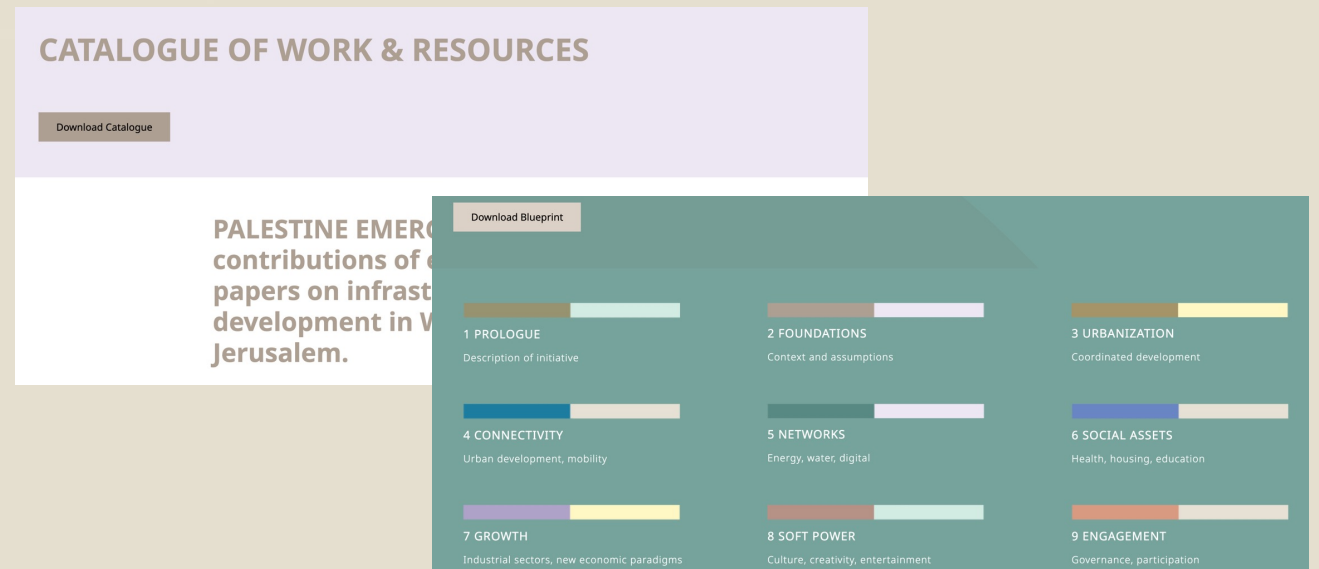 CATALOGUE OF WORK & RESOURCES
Download Catalogue
PALESTINE
contributions of
papers on
development in
Jerusalem.
Download Blueprint
1 PROLOGUE
Description of initiative
2 FOUNDATIONS
Context and assumptions
3 URBANIZATION
Coordinated development
4 CONNECTIVITY
Urban development, mobility
5 NETWORKS
Energy, water, digital
6 SOCIAL ASSETS
Health, housing, education
7 GROWTH
Industrial sectors, new economic paradigms
8 SOFT POWER
Culture, creativity, entertainment
9 ENGAGEMENT
Governance, participation